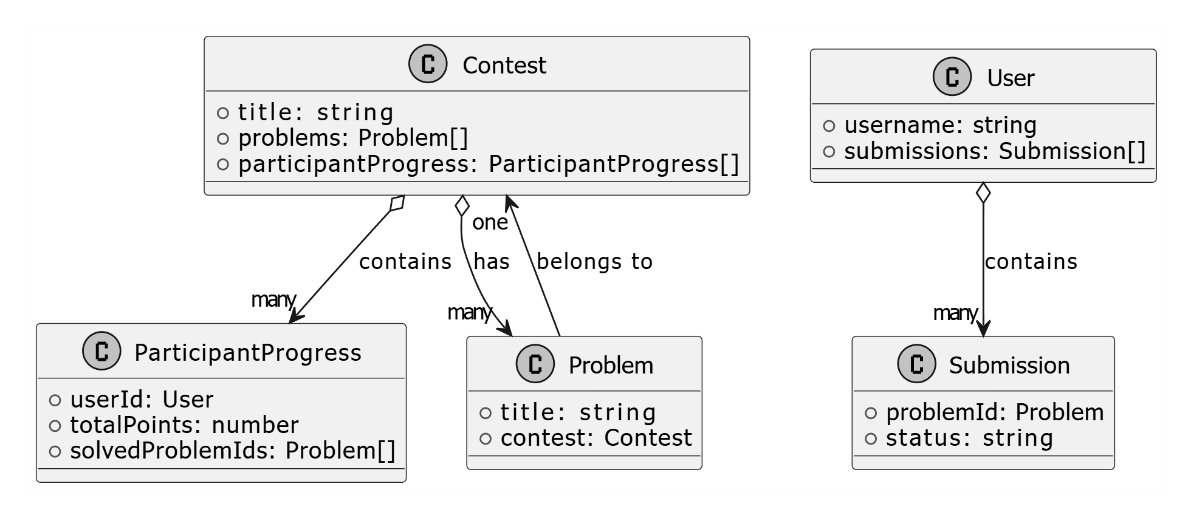 C Contest
title: string
problems: Problem[]
participantProgress: ParticipantProgress[]
C User
username: string
submissions: Submission[]
one
contains
has
belongs to
contains
many
many
many
C ParticipantProgress
userId: User
totalPoints: number
solvedProblemIds: Problem[]
C Problem
title: string
contest: Contest
C Submission
problemId: Problem
status: string